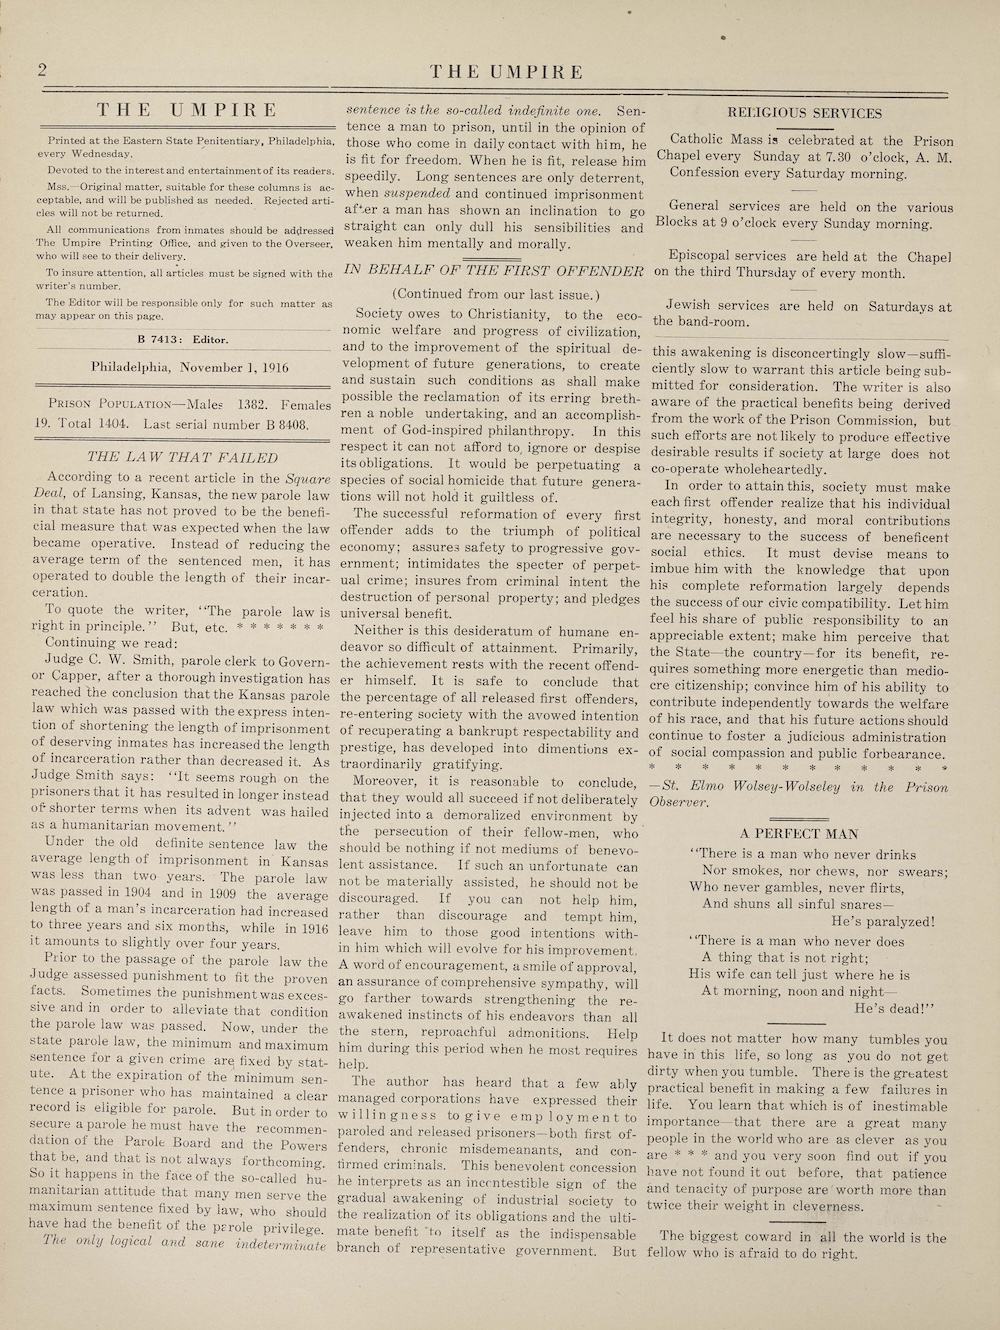 2
THE UMPIRE
THE UMPIRE
Printed at the Eastern State Penitentiary, Philadelphia,
every Wednesday.
Devoted to the interest and entertainment of its readers.
Mss.—Original matter, suitable for these columns is ac-
ceptable, and will be published as needed. Rejected arti-
cles will not be returned.
All communications from inmates should be addressed
The Umpire Printing Office, and given to the Overseer,
who will see to their delivery.
To insure attention, all articles must be signed with the
writer's number.
The Editor will be responsible only for such matter as
may appear on this page.
B 7413: Editor.
Philadelphia, November 1, 1916
PRISON POPULATION—Males 1382. Females
19. Total 1404. Last serial number B 8408.
THE LAW THAT FAILED
According to a recent article in the Square
Deal, of Lansing, Kansas, the new parole law
in that state has not proved to be the benefi-
cial measure that was expected when the law
became operative. Instead of reducing the
average term of the sentenced men, it has
operated to double the length of their incar-
ceration.
To quote the writer, "The parole law is
right in principle." But, etc. * * * * * * *
Continuing we read:
Judge C. W. Smith, parole clerk to Govern-
or Capper, after a thorough investigation has
reached the conclusion that the Kansas parole
law which was passed with the express inten-
tion of shortening the length of imprisonment
of deserving inmates has increased the length
of incarceration rather than decreased it. As
Judge Smith says: "It seems rough on the
prisoners that it has resulted in longer instead
of shorter terms when its advent was hailed
as a humanitarian movement."
Under the old definite sentence law the
average length of imprisonment in Kansas
was less than two years. The parole law
was passed in 1904 and in 1909 the average
length of a man's incarceration had increased
to three years and six months, while in 1916
it amounts to slightly over four years.
Prior to the passage of the parole law the
Judge assessed punishment to fit the proven
facts. Sometimes the punishment was exces-
sive and in order to alleviate that condition
the parole law was passed. Now, under the
state parole law, the minimum and maximum
sentence for a given crime are fixed by stat-
ute. At the expiration of the minimum sen-
tence a prisoner who has maintained a clear
record is eligible for parole. But in order to
secure a parole he must have the recommen-
dation of the Parole Board and the Powers
that be, and that is not always forthcoming.
So it happens in the face of the so-called hu-
manitarian attitude that many men serve the
maximum sentence fixed by law, who should
have had the benefit of the parole privilege.
The only logical and sane indeterminate
sentence is the so-called indefinite one. Sen-
tence a man to prison, until in the opinion of
those who come in daily contact with him, he
is fit for freedom. When he is fit, release him
speedily. Long sentences are only deterrent,
when suspended and continued imprisonment
after a man has shown an inclination to go
straight can only dull his sensibilities and
weaken him mentally and morally.
IN BEHALF OF THE FIRST OFFENDER
(Continued from our last issue.)
Society owes to Christianity, to the eco-
nomic welfare and progress of civilization,
and to the improvement of the spiritual de-
velopment of future generations, to create
and sustain such conditions as shall make
possible the reclamation of its erring breth-
ren a noble undertaking, and an accomplish-
ment of God-inspired philanthropy. In this
respect it can not afford to ignore or despise
its obligations. It would be perpetuating a
species of social homicide that future genera-
tions will not hold it guiltless of.
The successful reformation of every first
offender adds to the triumph of political
economy; assures safety to progressive gov-
ernment; intimidates the specter of perpet-
ual crime; insures from criminal intent the
destruction of personal property; and pledges
universal benefit.
Neither is this desideratum of humane en-
deavor so difficult of attainment. Primarily,
the achievement rests with the recent offend-
er himself. It is safe to conclude that
the percentage of all released first offenders,
re-entering society with the avowed intention
of recuperating a bankrupt respectability and
prestige, has developed into dimentions ex-
traordinarily gratifying.
Moreover, it is reasonable to conclude,
that they would all succeed if not deliberately
injected into a demoralized environment by
the persecution of their fellow-men, who
should be nothing if not mediums of benevo-
lent assistance. If such an unfortunate can
not be materially assisted, he should not be
discouraged. If you can not help him,
rather than discourage and tempt him,
leave him to those good intentions with-
in him which will evolve for his improvement.
A word of encouragement, a smile of approval,
an assurance of comprehensive sympathy, will
go farther towards strengthening the re-
awakened instincts of his endeavors than all
the stern, reproachful admonitions. Help
him during this period when he most requires
help.
The author has heard that a few ably
managed corporations have expressed their
willingness to give employment to
paroled and released prisoners—both first of-
fenders, chronic misdemeanants, and con-
firmed criminals. This benevolent concession
he interprets as an incontestible sign of the
gradual awakening of industrial society to
the realization of its obligations and the ulti-
mate benefit to itself as the indispensable
branch of representative government. But
RELIGIOUS SERVICES
Catholic Mass is celebrated at the Prison
Chapel every Sunday at 7.30 o'clock, A. M.
Confession every Saturday morning.
General services are held on the various
Blocks at 9 o'clock every Sunday morning.
Episcopal services are held at the Chapel
on the third Thursday of every month.
Jewish services are held on Saturdays at
the band-room.
this awakening is disconcertingly slow—suffi-
ciently slow to warrant this article being sub-
mitted for consideration. The writer is also
aware of the practical benefits being derived
from the work of the Prison Commission, but
such efforts are not likely to produce effective
desirable results if society at large does not
co-operate wholeheartedly.
In order to attain this, society must make
each first offender realize that his individual
integrity, honesty, and moral contributions
are necessary to the success of beneficent
social ethics. It must devise means to
imbue him with the knowledge that upon
his complete reformation largely depends
the success of our civic compatibility. Let him
feel his share of public responsibility to an
appreciable extent; make him perceive that
the State—the country—for its benefit, re-
quires something more energetic than medio-
cre citizenship; convince him of his ability to
contribute independently towards the welfare
of his race, and that his future actions should
continue to foster a judicious administration
of social compassion and public forbearance.
* * * * * * * * * * * *
—St. Elmo Wolsey-Wolseley in the Prison
Observer.
A PERFECT MAN
"There is a man who never drinks
Nor smokes, nor chews, nor swears;
Who never gambles, never flirts,
And shuns all sinful snares—
He's paralyzed!
"There is a man who never does
A thing that is not right;
His wife can tell just where he is
At morning, noon and night—
He's dead!"
It does not matter how many tumbles you
have in this life, so long as you do not get
dirty when you tumble. There is the greatest
practical benefit in making a few failures in
life. You learn that which is of inestimable
importance—that there are a great many
people in the world who are as clever as you
are * * * and you very soon find out if you
have not found it out before, that patience
and tenacity of purpose are worth more than
twice their weight in cleverness.
The biggest coward in all the world is the
fellow who is afraid to do right.